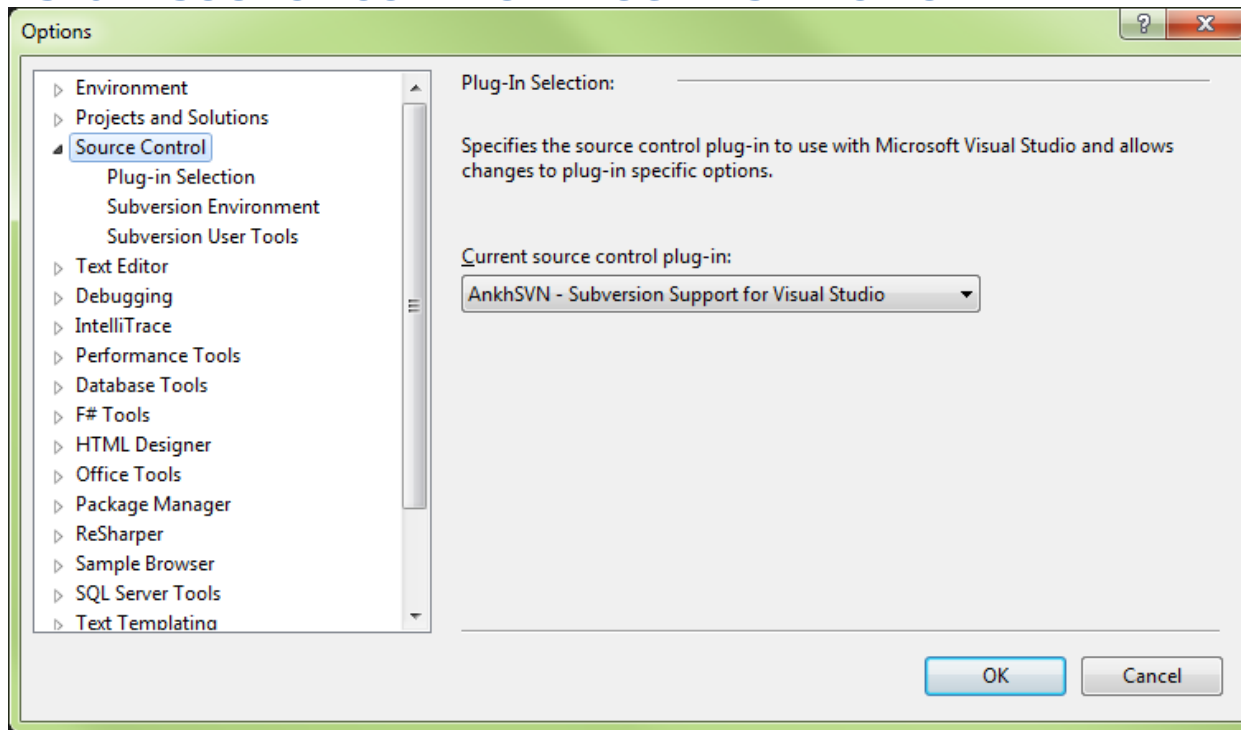 Options
Environment
Projects and Solutions
Source Control
Plug-in Selection
Subversion Environment
Subversion User Tools
Text Editor
Debugging
IntelliTrace
Performance Tools
Database Tools
F# Tools
HTML Designer
Office Tools
Package Manager
ReSharper
Sample Browser
SQL Server Tools
Text Templating
Plug-In Selection:
Specifies the source control plug-in to use with Microsoft Visual Studio and allows
changes to plug-in specific options.
Current source control plug-in:
AnkhSVN - Subversion Support for Visual Studio
OK
Cancel